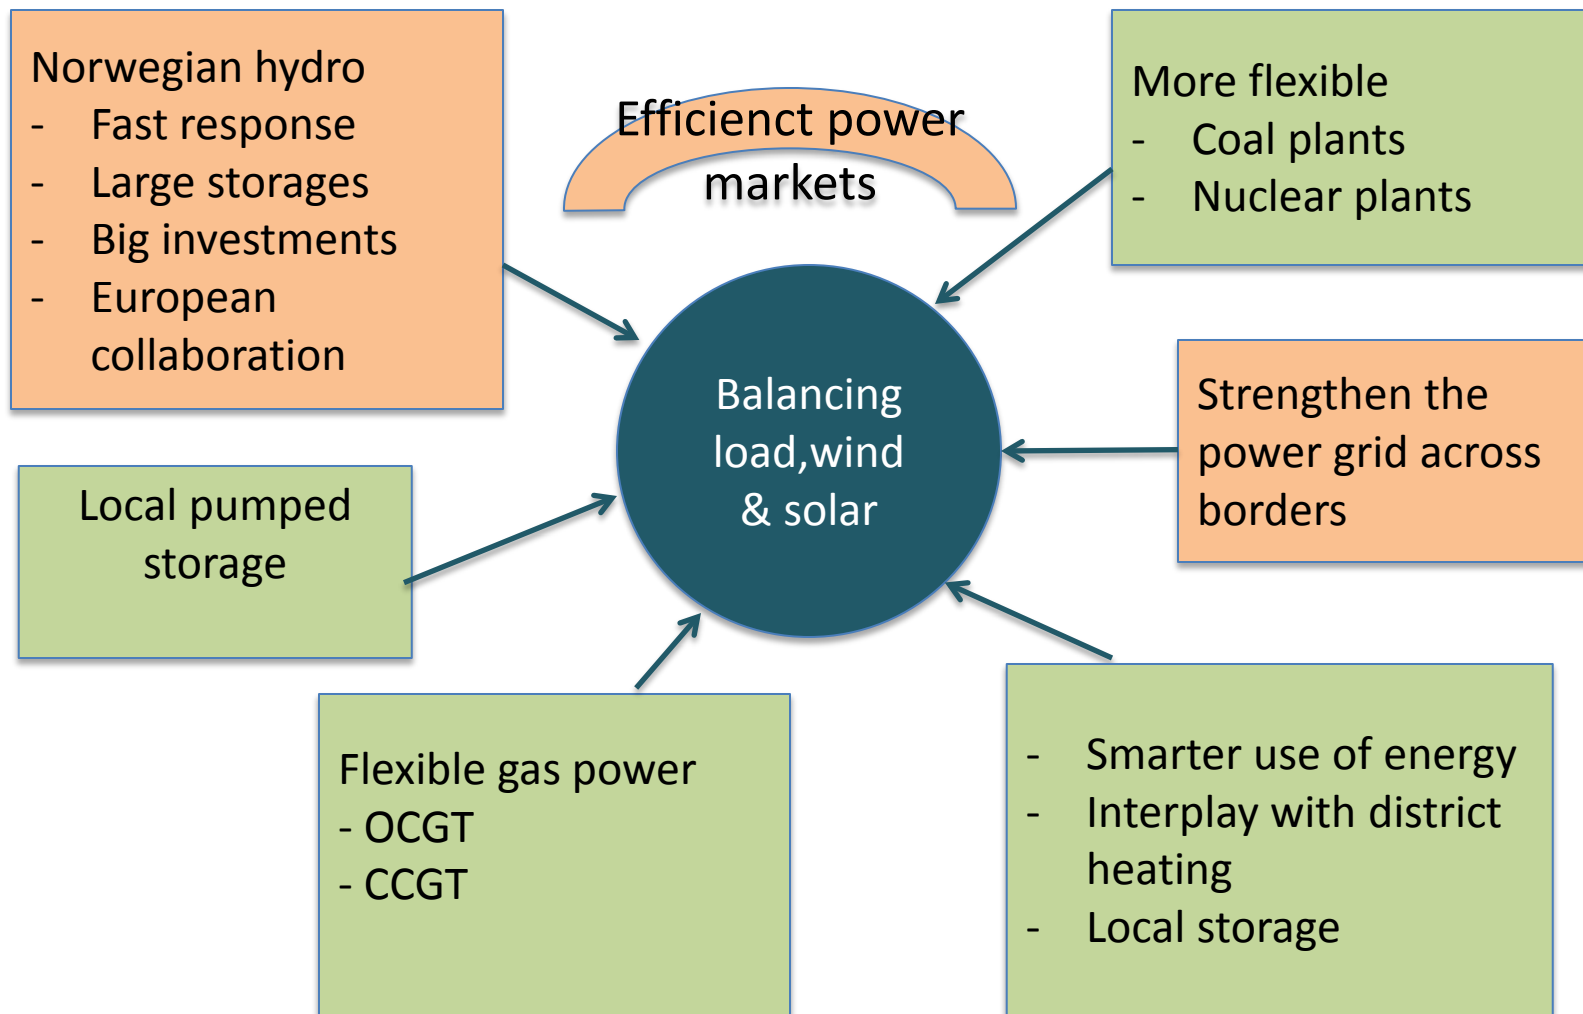 Norwegian hydro
- Fast response
- Large storages
- Big investments
- European
collaboration
Efficienct power
markets
More flexible
- Coal plants
- Nuclear plants
Balancing
load,wind
& solar
Strengthen the
power grid across
borders
Local pumped
storage
Flexible gas power
- OCGT
- CCGT
- Smarter use of energy
- Interplay with district
heating
- Local storage